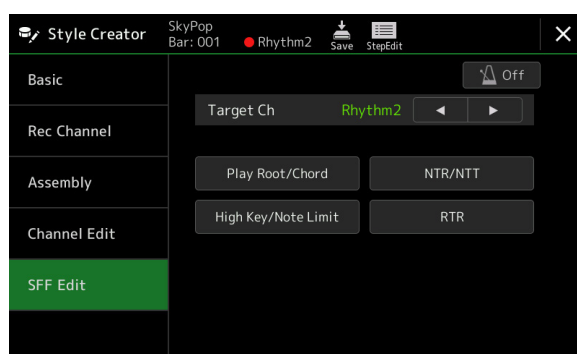 Style Creator
SkyPop
Bar: 001
Rhythm2
Save
StepEdit
Basic
Off
Target Ch
Rhythm2
Rec Channel
Assembly
Play Root/Chord
NTR/NTT
Channel Edit
High Key/Note Limit
RTR
SFF Edit